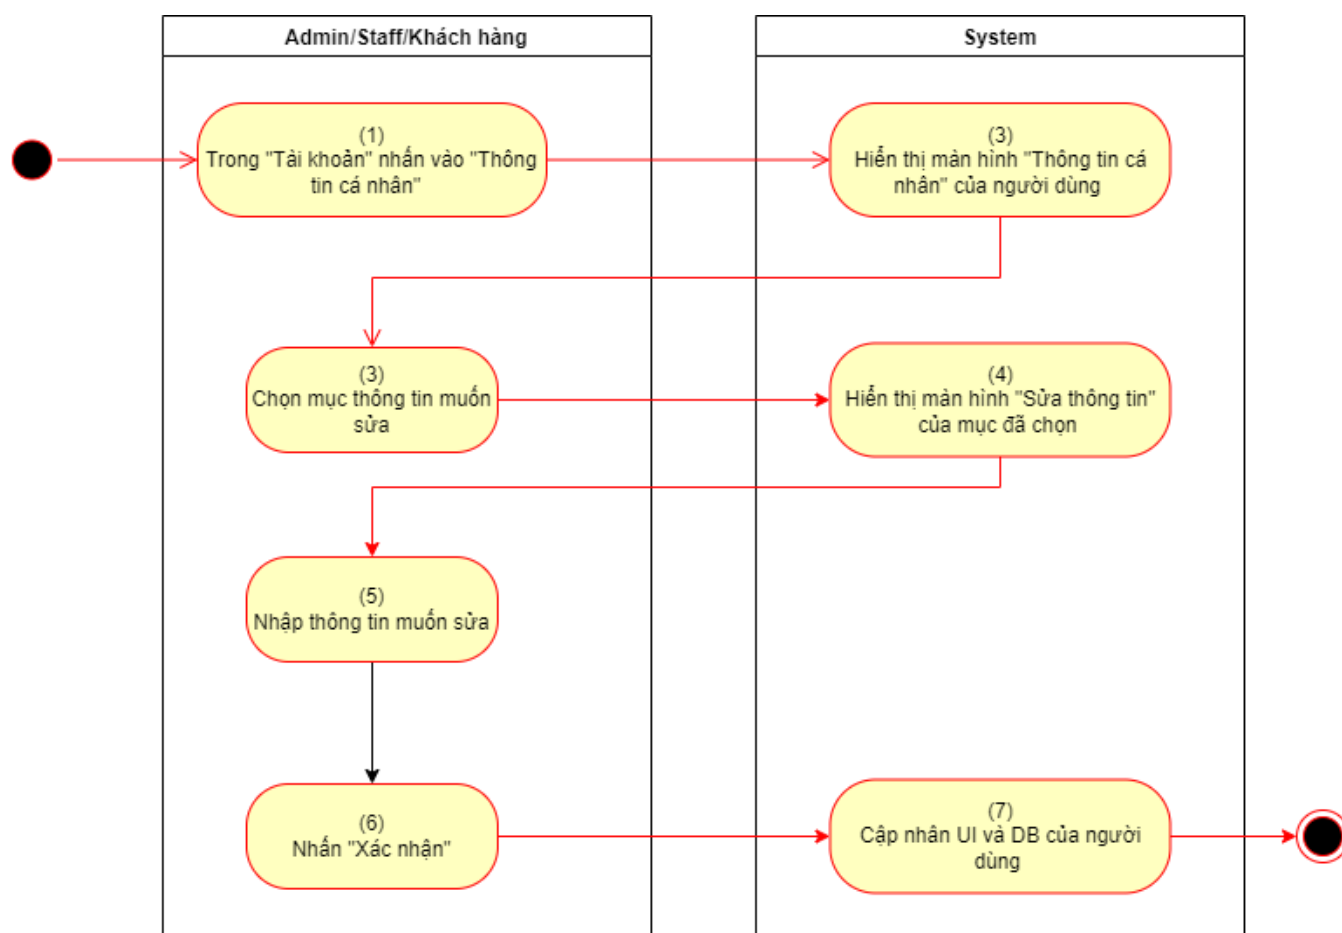 Admin/Staff/Khách hàng
System
(1)
Trong "Tài khoản" nhấn vào "Thông
tin cá nhân"
(3)
Hiển thị màn hình "Thông tin cá
nhân" của người dùng
(3)
Chọn mục thông tin muốn
sửa
(4)
Hiển thị màn hình "Sửa thông tin"
của mục đã chọn
(5)
Nhập thông tin muốn sửa
(6)
Nhấn "Xác nhận"
(7)
Cập nhân UI và DB của người
dùng